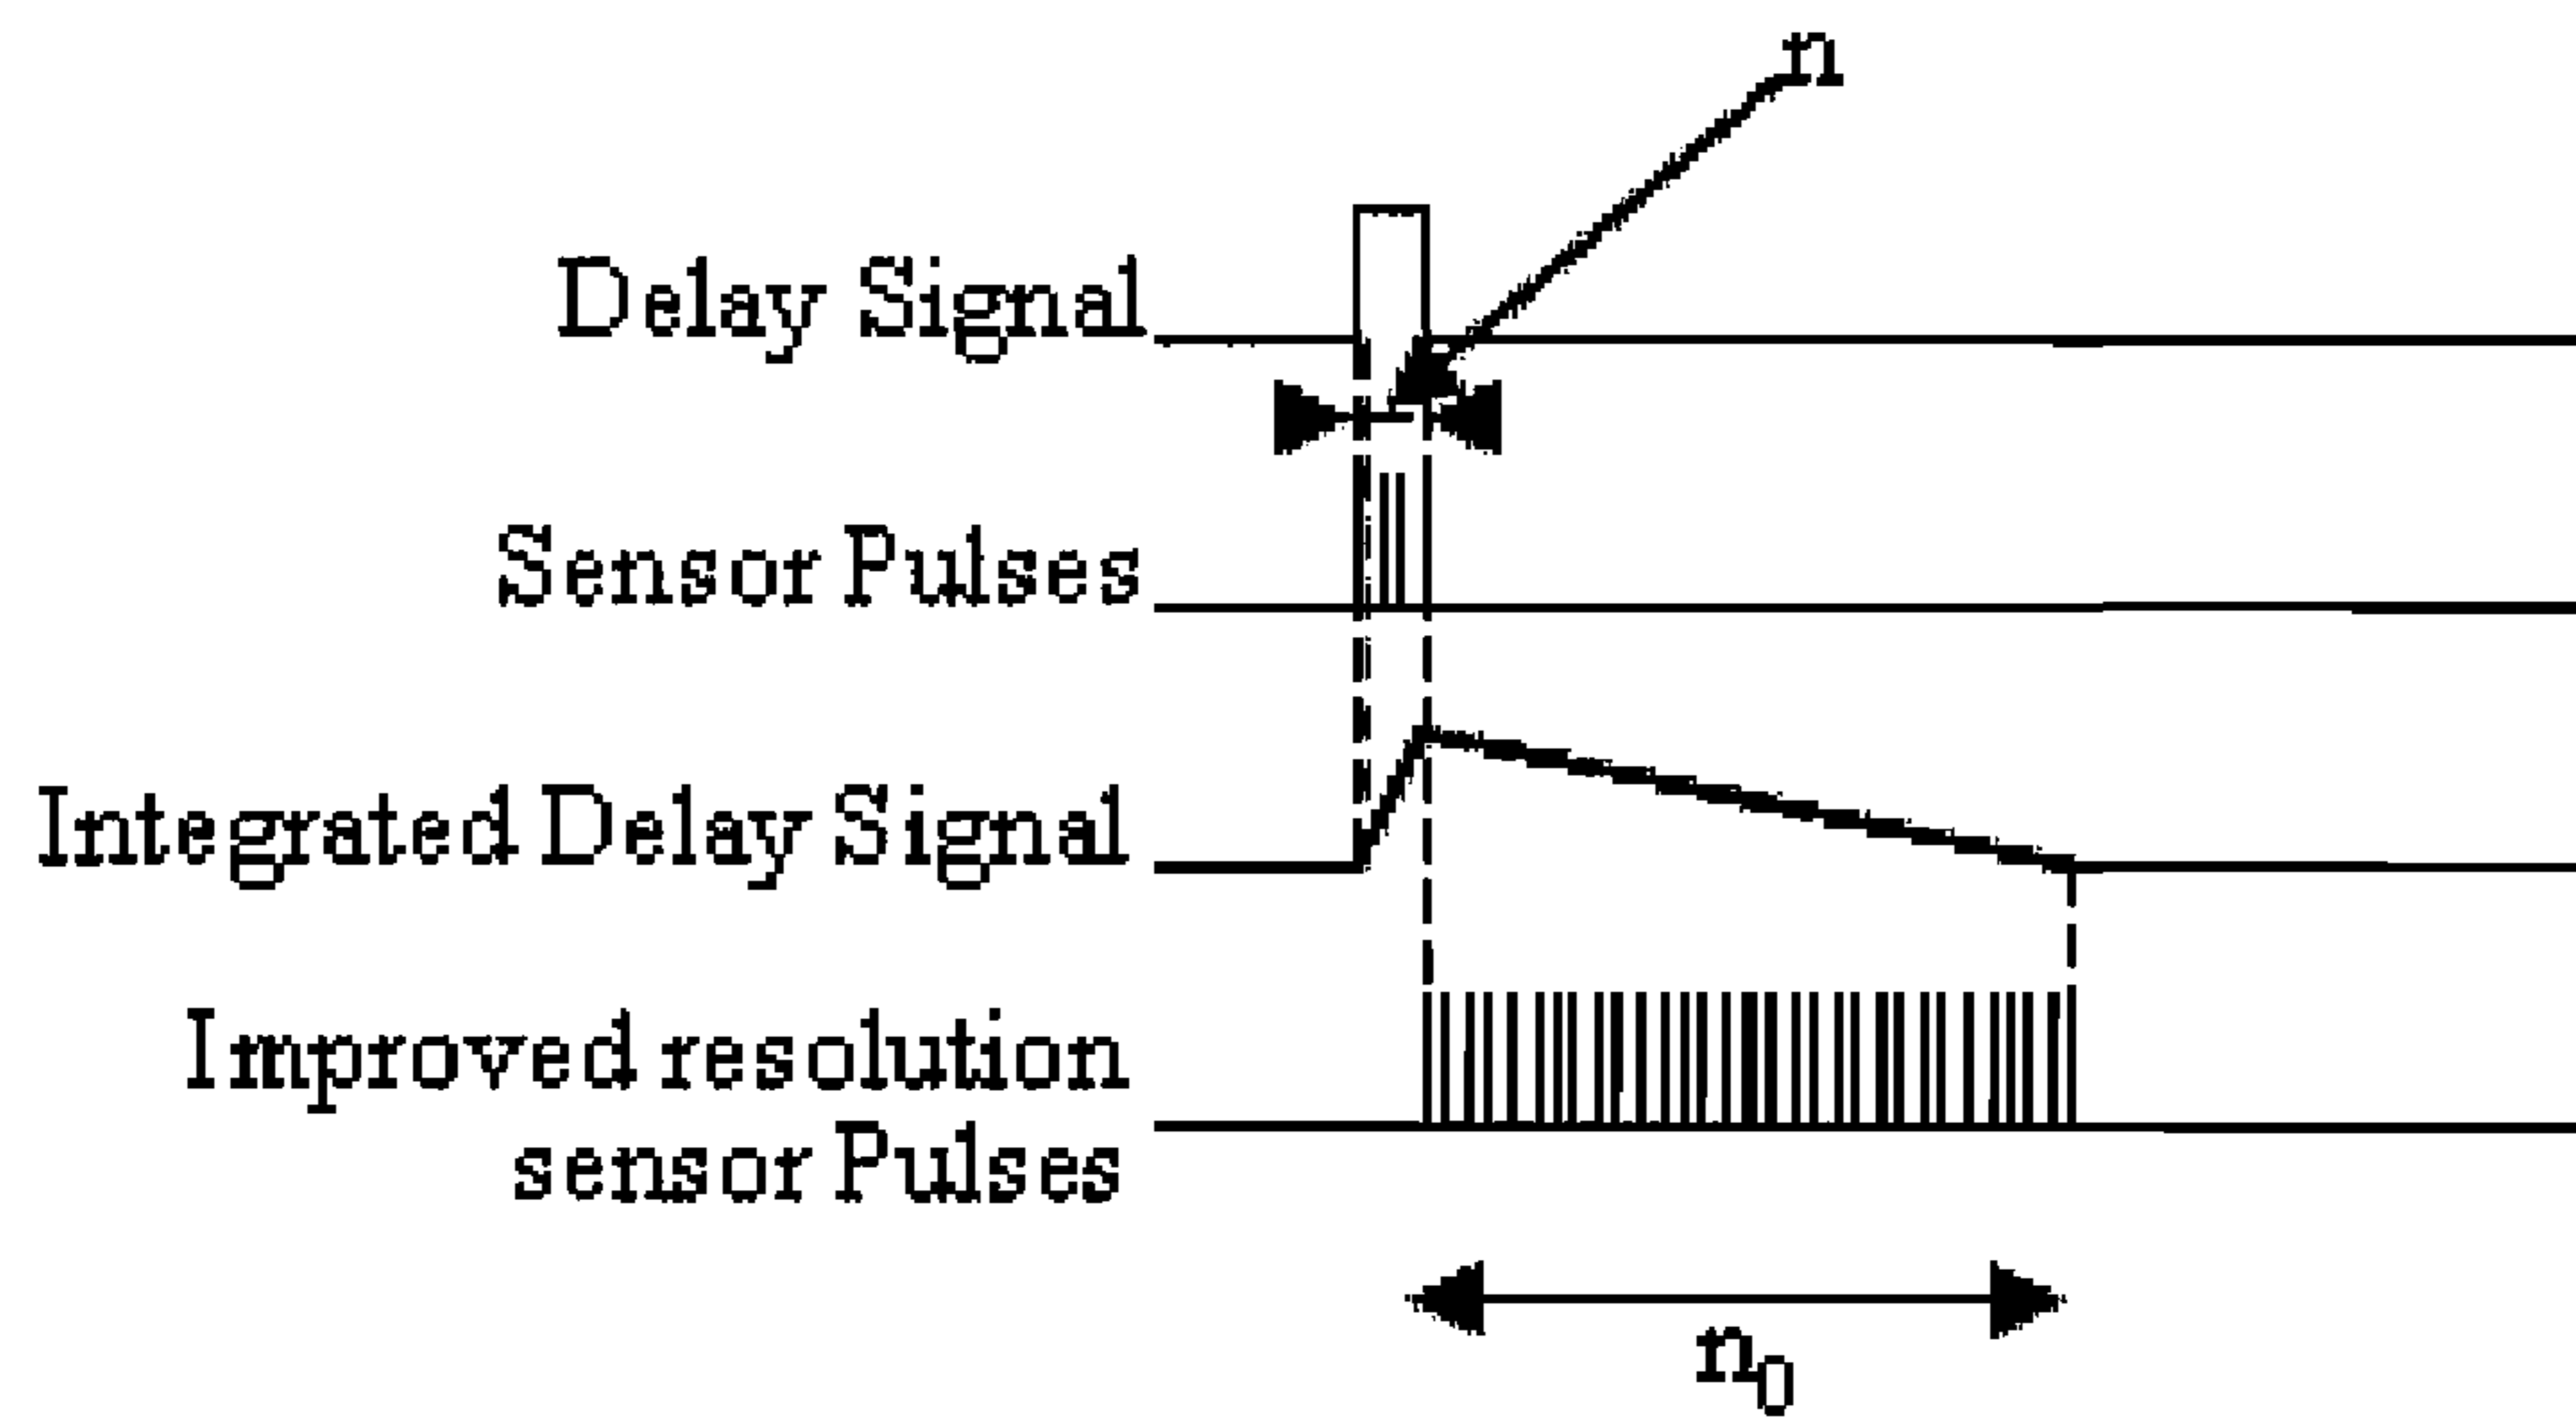 n
Delay Signal
Sensor Pulses
Integrated Delay Signal
Improved resolution
sensor Pulses
n0